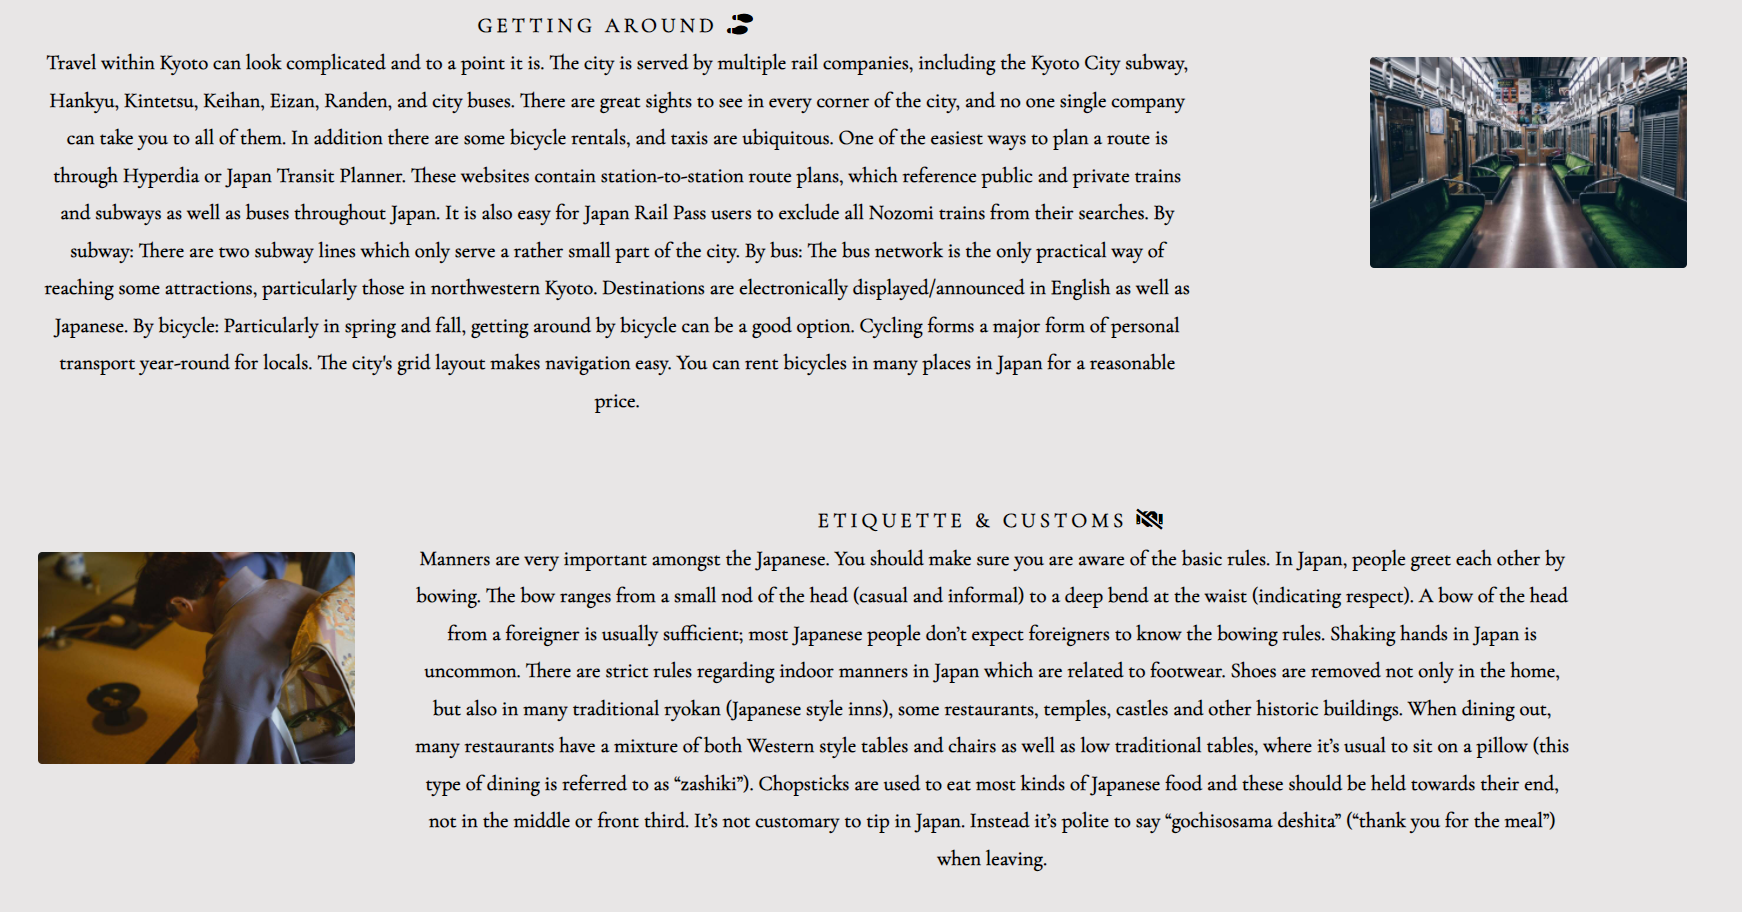 GETTING AROUND
Travel within Kyoto can look complicated and to a point it is. The city is served by multiple rail companies, including the Kyoto City subway,
Hankyu, Kintetsu, Keihan, Eizan, Randen, and city buses. There are great sights to see in every corner of the city, and no one single company
can take you to all of them. In addition there are some bicycle rentals, and taxis are ubiquitous. One of the easiest ways to plan a route is
through Hyperdia or Japan Transit Planner. These websites contain station-to-station route plans, which reference public and private trains
and subways as well as buses throughout Japan. It is also easy for Japan Rail Pass users to exclude all Nozomi trains from their searches. By
subway: There are two subway lines which only serve a rather small part of the city. By bus: The bus network is the only practical way of
reaching some attractions, particularly those in northwestern Kyoto. Destinations are electronically displayed/announced in English as well as
Japanese. By bicycle: Particularly in spring and fall, getting around by bicycle can be a good option. Cycling forms a major form of personal
transport year-round for locals. The city's grid layout makes navigation easy. You can rent bicycles in many places in Japan for a reasonable
price.
ETIQUETTE & CUSTOMS
Manners are very important amongst the Japanese. You should make sure you are aware of the basic rules. In Japan, people greet each other by
bowing. The bow ranges from a small nod of the head (casual and informal) to a deep bend at the waist (indicating respect). A bow of the head
from a foreigner is usually sufficient; most Japanese people don’t expect foreigners to know the bowing rules. Shaking hands in Japan is
uncommon. There are strict rules regarding indoor manners in Japan which are related to footwear. Shoes are removed not only in the home,
but also in many traditional ryokan (Japanese style inns), some restaurants, temples, castles and other historic buildings. When dining out,
many restaurants have a mixture of both Western style tables and chairs as well as low traditional tables, where it’s usual to sit on a pillow (this
type of dining is referred to as “zashiki”). Chopsticks are used to eat most kinds of Japanese food and these should be held towards their end,
not in the middle or front third. It’s not customary to tip in Japan. Instead it’s polite to say “gochisosama deshita” (“thank you for the meal”)
when leaving.